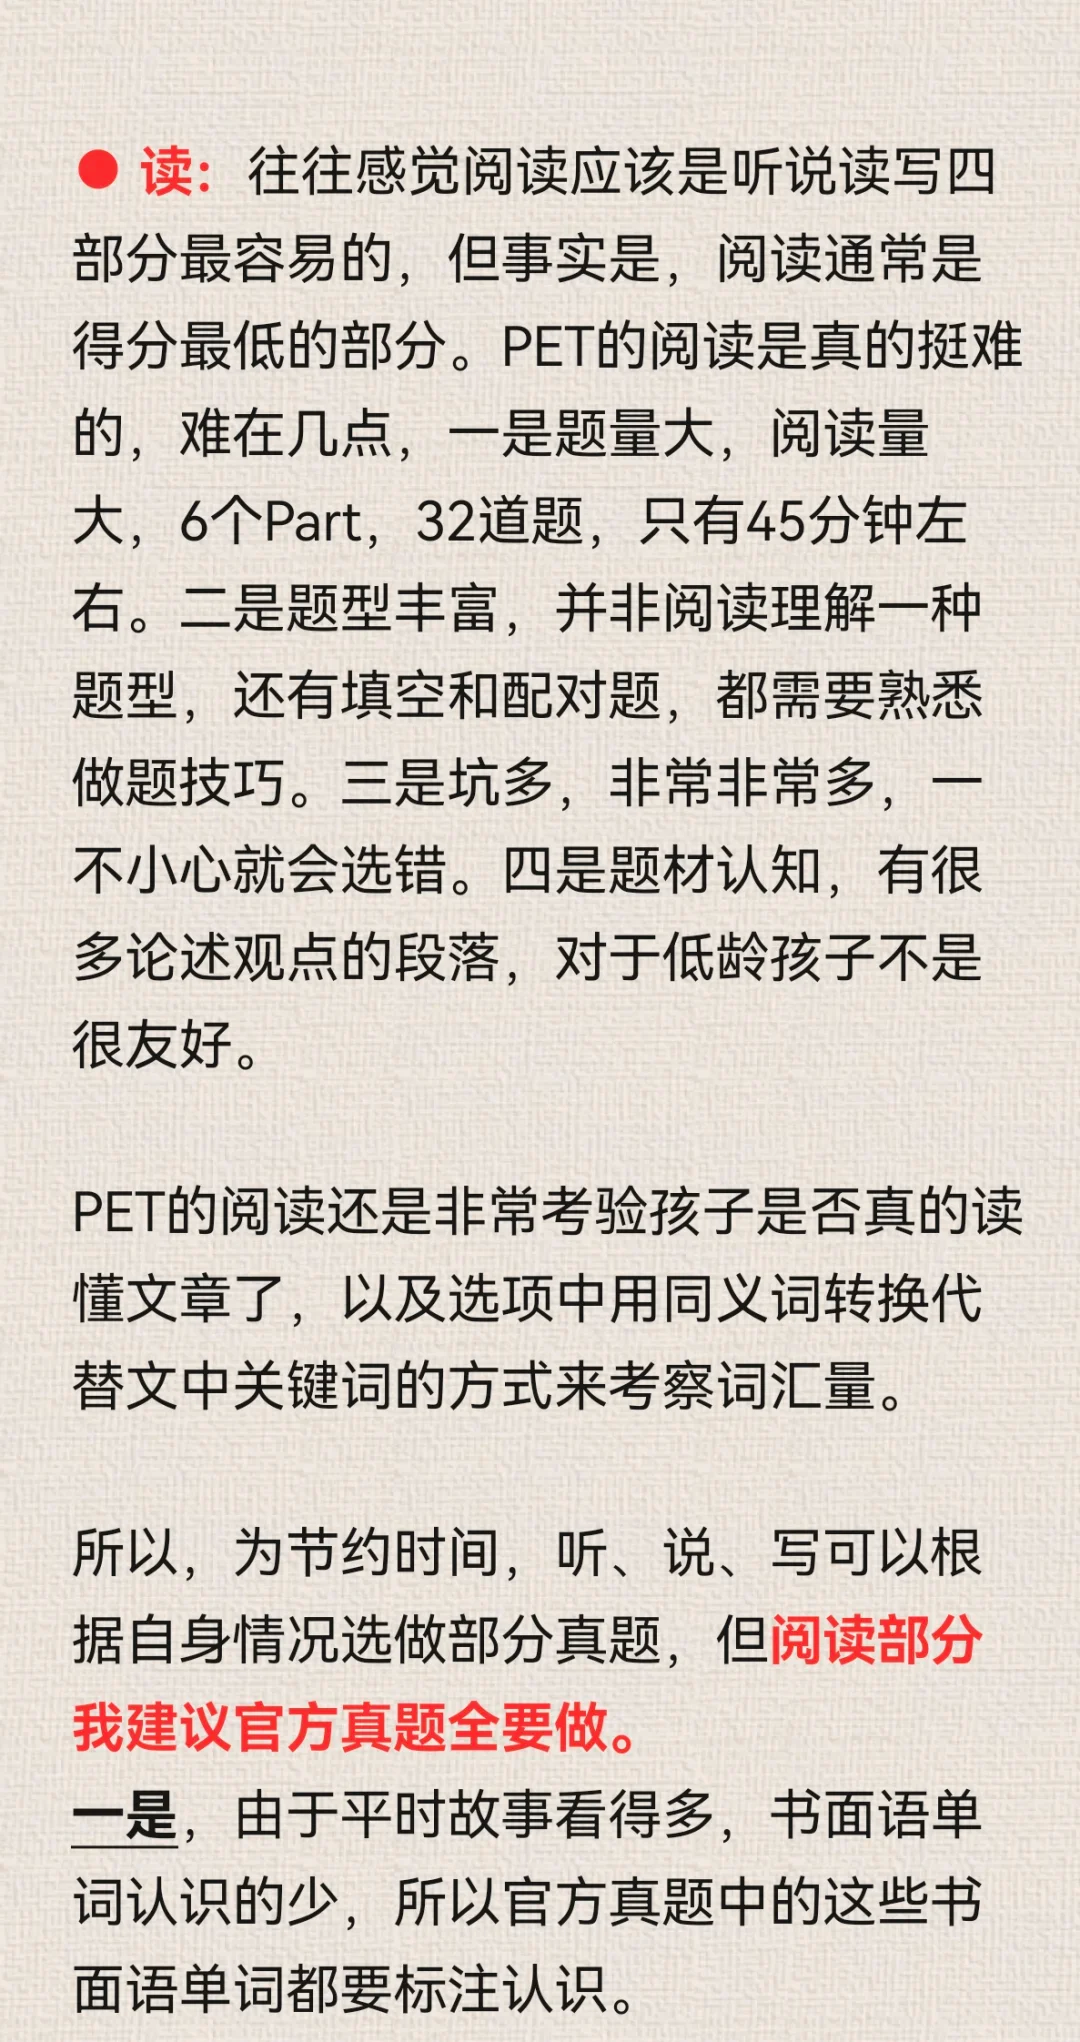 ● 读：往往感觉阅读应该是听说读写四
部分最容易的，但事实是，阅读通常是
得分最低的部分。PET的阅读是真的挺难
的，难在几点，一是题量大，阅读量
大，6个Part，32道题，只有45分钟左
右。二是题型丰富，并非阅读理解一种
题型，还有填空和配对题，都需要熟悉
做题技巧。三是坑多，非常非常多，一
不小心就会选错。四是题材认知，有很
多论述观点的段落，对于低龄孩子不是
很友好。
PET的阅读还是非常考验孩子是否真的读
懂文章了，以及选项中用同义词转换代
替文中关键词的方式来考察词汇量。
所以，为节约时间，听、说、写可以根
据自身情况选做部分真题，但阅读部分
我建议官方真题全要做。
一是，由于平时故事看得多，书面语单
词认识的少，所以官方真题中的这些书
面语单词都要标注认识。